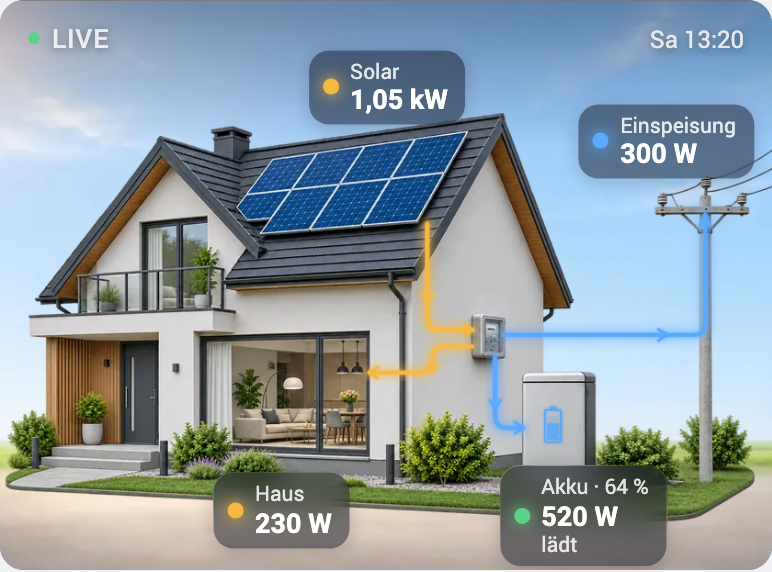 LIVE
Sa 13:20
Solar
1,05 kW
Einspeisung
300 W
Haus
230 W
Akku · 64 %
520 W
lädt